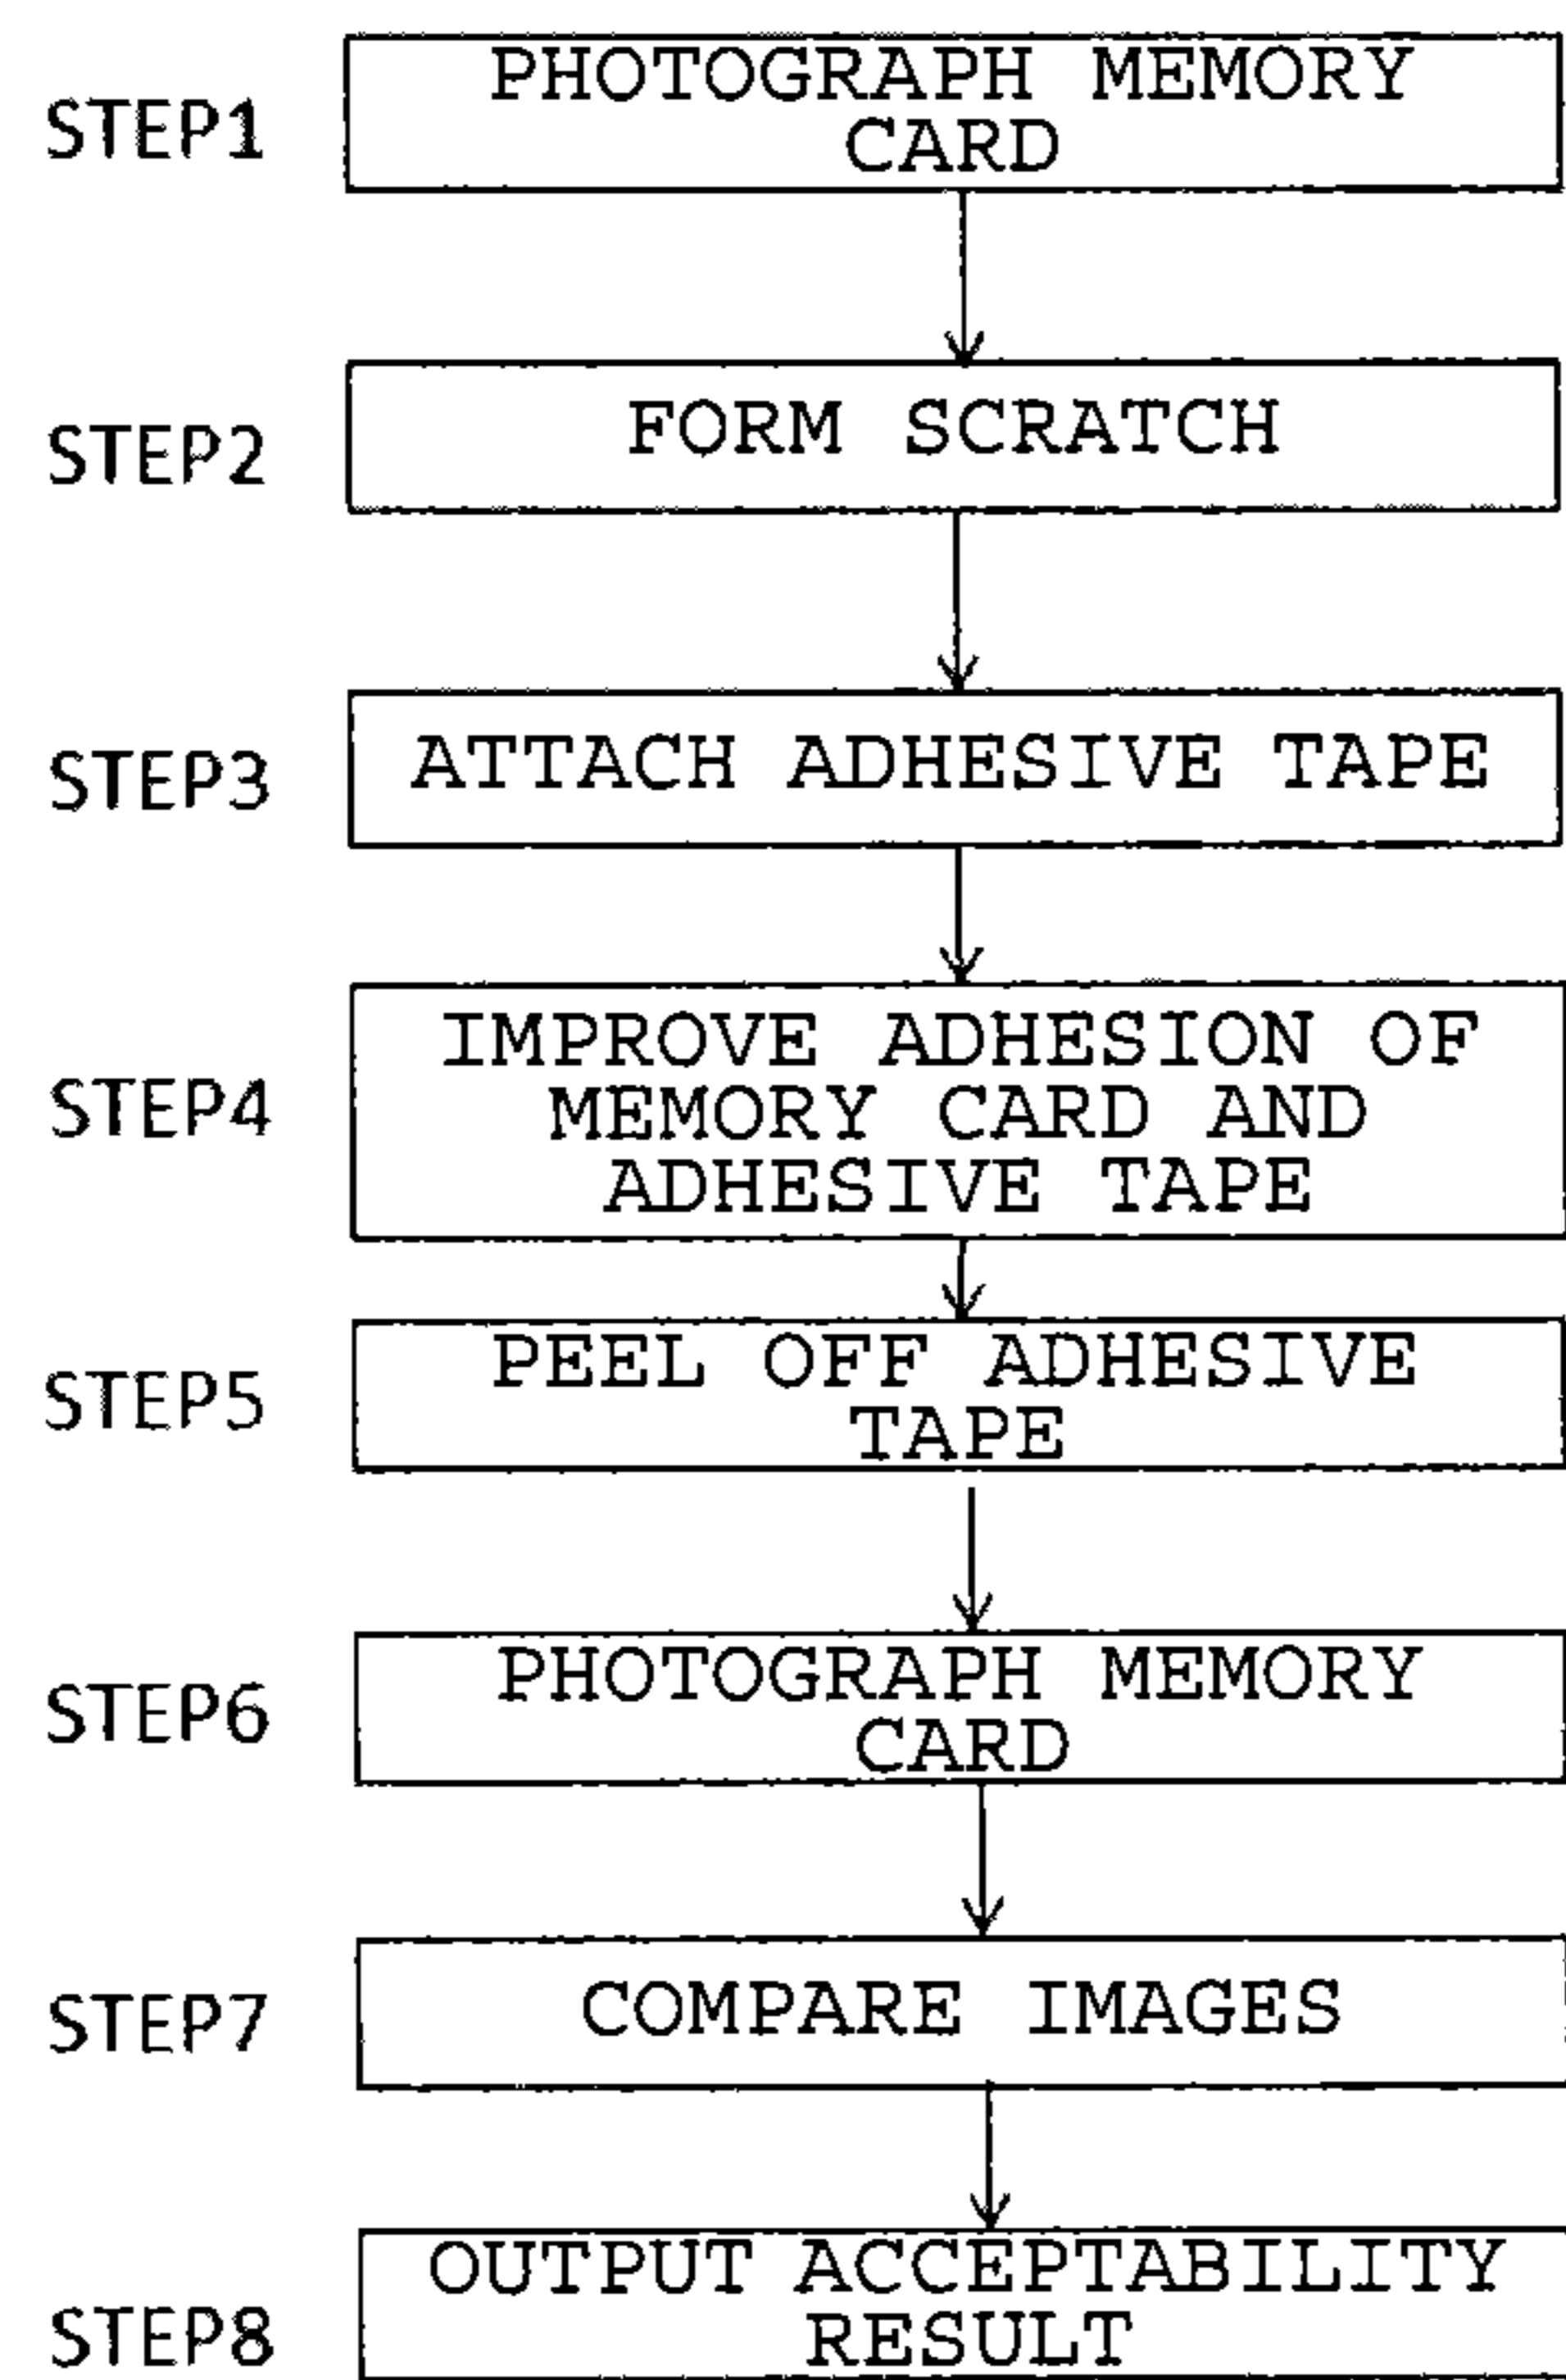 STEP1
PHOTOGRAPH MEMORY
CARD
STEP2
FORM SCRATCH
STEP3
ATTACH ADHESIVE TAPE
STEP4
IMPROVE ADHESION OF
MEMORY CARD AND
ADHESIVE TAPE
STEP5
PEEL OFF ADHESIVE
TAPE
STEP6
PHOTOGRAPH MEMORY
CARD
STEP7
COMPARE IMAGES
STEP8
OUTPUT ACCEPTABILITY
RESULT